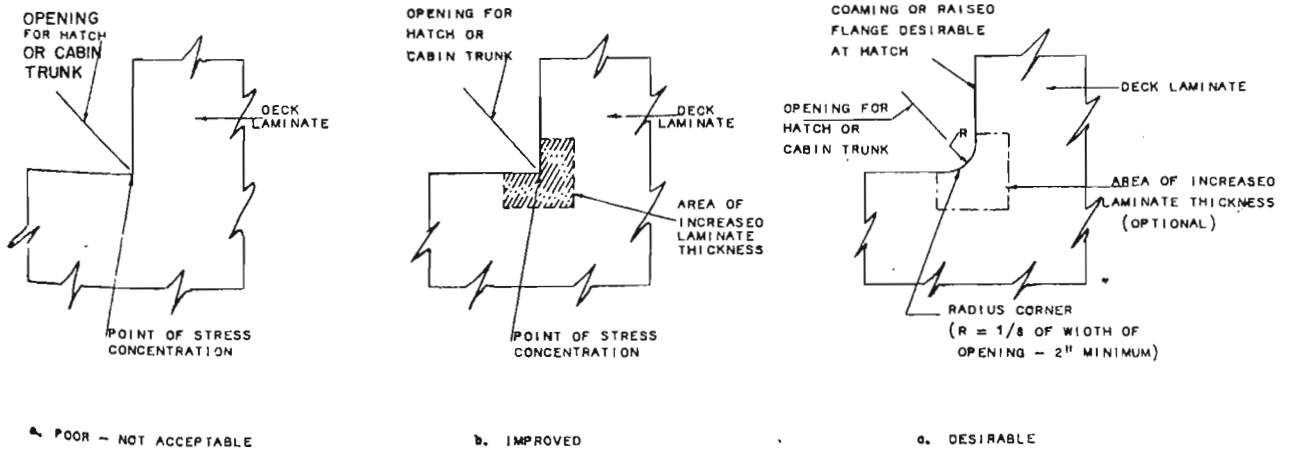 OPENING
FOR HATCH
OR CABIN
TRUNK
DECK
LAMINATE
POINT OF STRESS
CONCENTRATION
a. POOR - NOT ACCEPTABLE
OPENING FOR
HATCH OR
CABIN TRUNK
DECK
LAMINATE
AREA OF
INCREASED
LAMINATE
THICKNESS
POINT OF STRESS
CONCENTRATION
b. IMPROVED
COAMING OR RAISED
FLANGE DESIRABLE
AT HATCH
DECK LAMINATE
OPENING FOR
HATCH OR
CABIN TRUNK
R
AREA OF INCREASED
LAMINATE THICKNESS
(OPTIONAL)
RADIUS CORNER
(R = 1/8 OF WIDTH OF
OPENING - 2" MINIMUM)
c. DESIRABLE